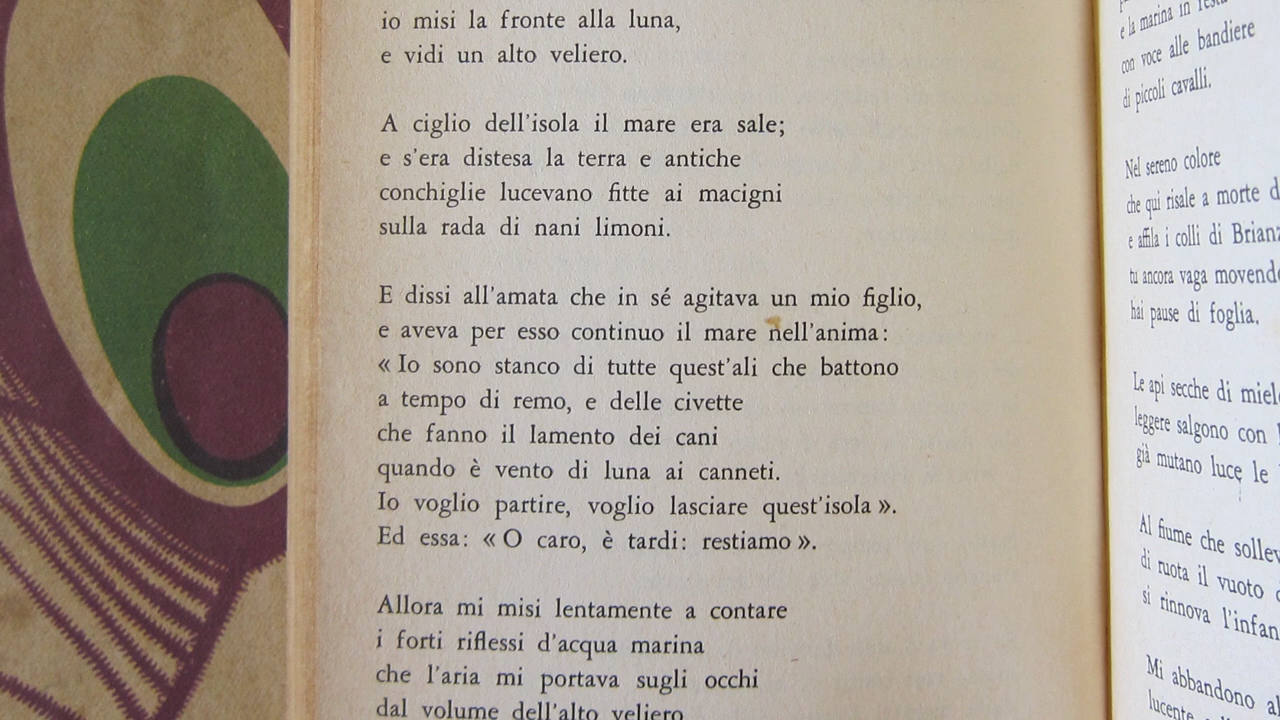 io misi la fronte alla luna,
e vidi un alto veliero.
A ciglio dell'isola il mare era sale;
e s'era distesa la terra e antiche
conchiglie lucevano fitte ai macigni
sulla rada di nani limoni.
E dissi all'amata che in sé agitava un mio figlio,
e aveva per esso continuo il mare nell'anima:
« Io sono stanco di tutte quest'ali che battono
a tempo di remo, e delle civette
che fanno il lamento dei cani
quando è vento di luna ai canneti.
Io voglio partire, voglio lasciare quest'isola ».
Ed essa: « O caro, è tardi: restiamo ».
Allora mi misi lentamente a contare
i forti riflessi d'acqua marina
che l'aria mi portava sugli occhi
dal volume dell'alto veliero
e la marina in
con voce alle bandiere
di piccoli cavalli.
Nel sereno colore
che qui risale a morte
e affila i colli di
tu ancora vaga
hai pause di foglia.
Le api secche di
leggere salgono con
già mutano luce le
Al fiume che
di ruota il vuoto
si rinnova
Mi abbandono
lucente